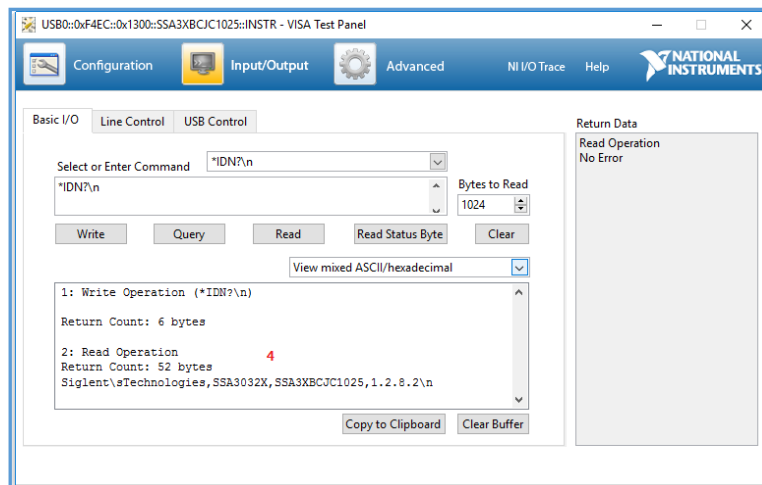 USB0::0xF4EC::0x1300::SSA3XBCJC1025::INSTR - VISA Test Panel
Configuration Input/Output Advanced NI I/O Trace Help NATIONAL INSTRUMENTS
Basic I/O Line Control USB Control
Return Data
Read Operation
No Error
Select or Enter Command *IDN?\n
*IDN?\n
Bytes to Read
1024
Write Query Read Read Status Byte Clear
View mixed ASCII/hexadecimal
1: Write Operation (*IDN?\n)
Return Count: 6 bytes
2: Read Operation
4
Return Count: 52 bytes
Siglent\sTechnologies,SSA3032X,SSA3XBCJC1025,1.2.8.2\n
Copy to Clipboard Clear Buffer